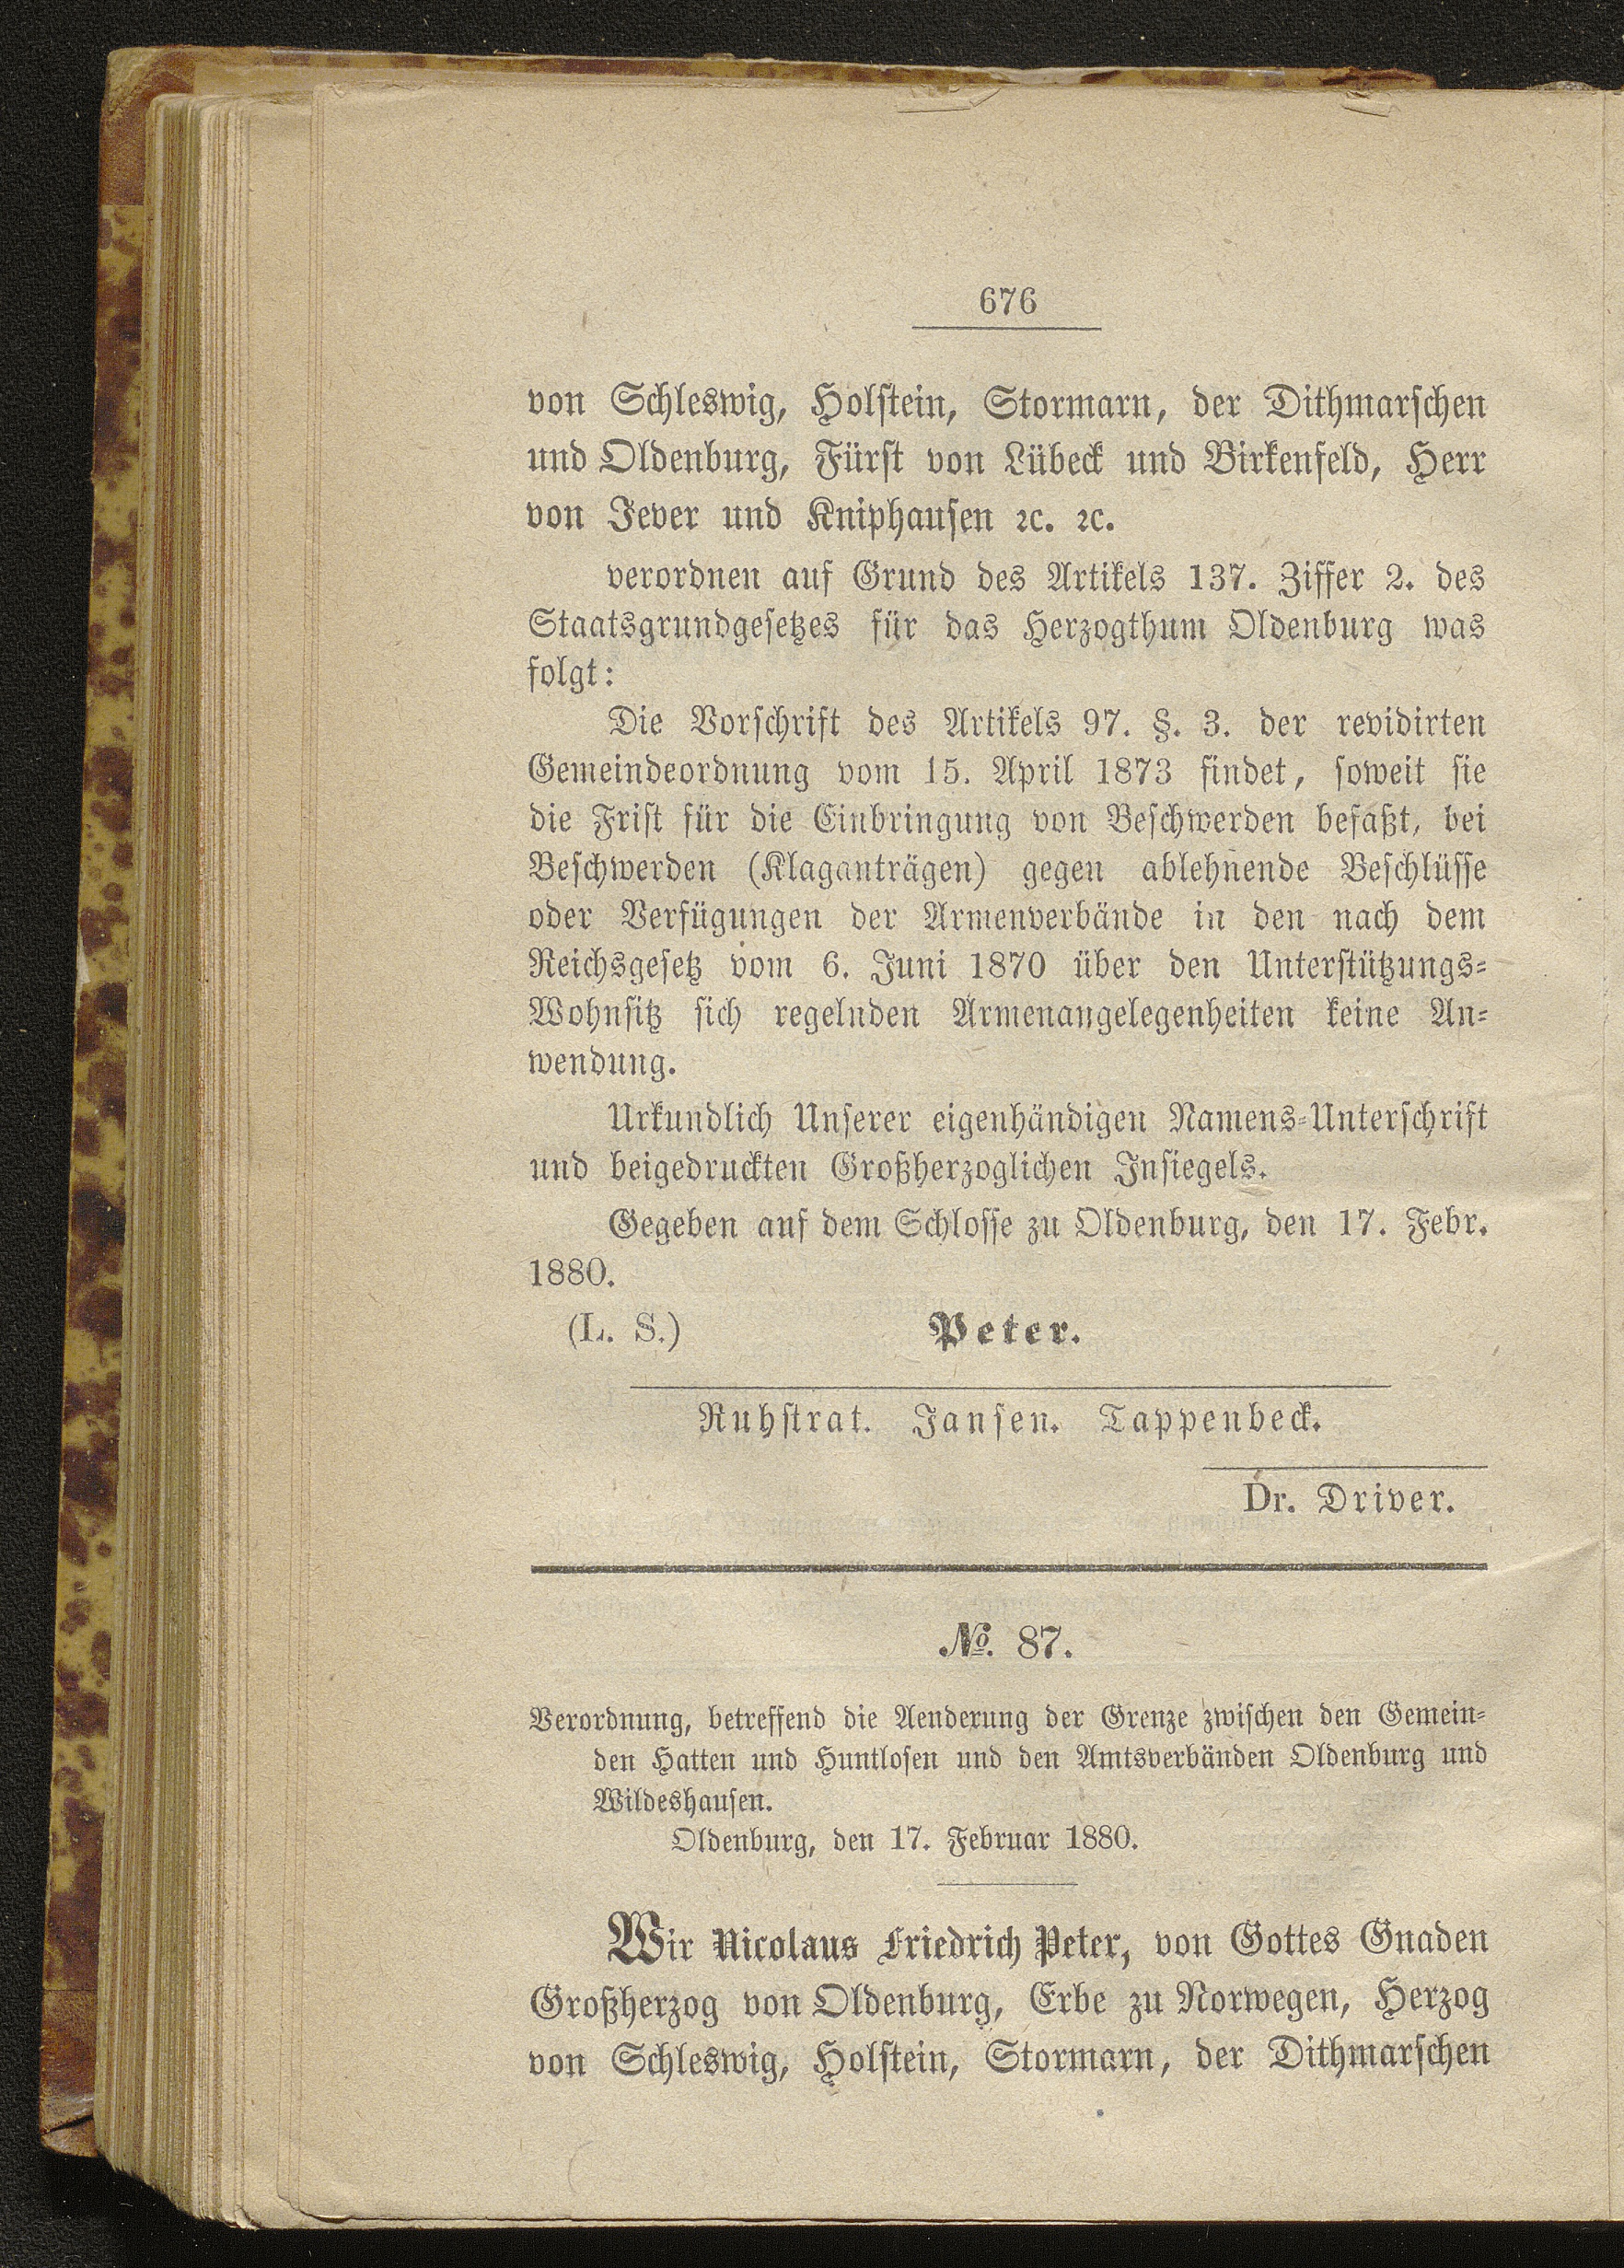 676
von Schleswig, Holstein, Stormarn, der Dithmarschen
und Oldenburg, Fürst von Lübeck und Birkenfeld, Herr
von Jever und Kniphausen ꝛc. ꝛc.
verordnen auf Grund des Artikels 137. Ziffer 2. des
Staatsgrundgesetzes für das Herzogthum Oldenburg was
folgt:
Die Vorschrift des Artikels 97. §. 3. der revidirten
Gemeindeordnung vom 15. April 1873 findet, soweit sie
die Frist für die Einbringung von Beschwerden befaßt, bei
Beschwerden (Klaganträgen) gegen ablehnende Beschlüsse
oder Verfügungen der Armenverbände in den nach dem
Reichsgesetz vom 6. Juni 1870 über den Unterstützungs-
Wohnsitz sich regelnden Armenangelegenheiten keine An-
wendung.
Urkundlich Unserer eigenhändigen Namens-Unterschrift
und beigedruckten Großherzoglichen Insiegels.
Gegeben auf dem Schlosse zu Oldenburg, den 17. Febr.
1880.
(L. S.) Peter.
Ruhstrat. Jansen. Tappenbeck.
Dr. Driver.
№. 87.
Verordnung, betreffend die Aenderung der Grenze zwischen den Gemein-
den Hatten und Huntlosen und den Amtsverbänden Oldenburg und
Wildeshausen.
Oldenburg, den 17. Februar 1880.
Wir Nicolaus Friedrich Peter, von Gottes Gnaden
Großherzog von Oldenburg, Erbe zu Norwegen, Herzog
von Schleswig, Holstein, Stormarn, der Dithmarschen